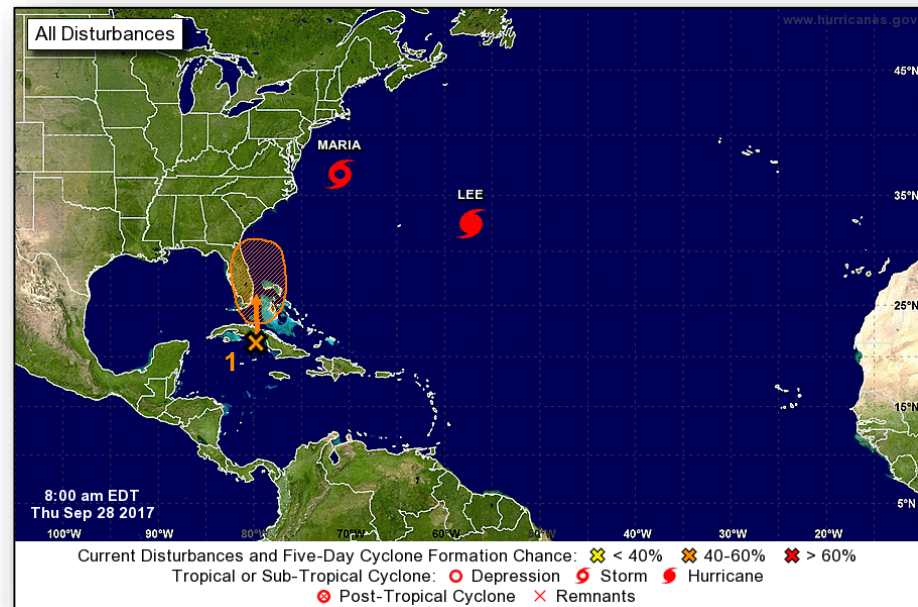 www.hurricanes.gov
All Disturbances
45°N
MARIA
35°N
LEE
25°N
1
15°N
8:00 am EDT
Thu Sep 28 2017
5°N
100°W 90°W 80°W 70°W 60°W 50°W 40°W 30°W 20°W
Current Disturbances and Five-Day Cyclone Formation Chance: < 40% 40-60% > 60%
Tropical or Sub-Tropical Cyclone: Depression Storm Hurricane
Post-Tropical Cyclone Remnants